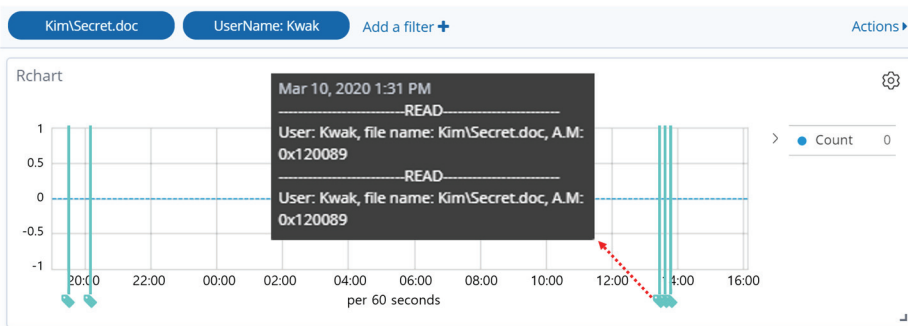 Kim\Secret.doc UserName: Kwak Add a filter + Actions
Rchart
Mar 10, 2020 1:31 PM
-------------------------READ-----------------------
User: Kwak, file name: Kim\Secret.doc, A.M:
0x120089
-------------------------READ-----------------------
User: Kwak, file name: Kim\Secret.doc, A.M:
0x120089
1
0.5
0
-0.5
-1
20:00 22:00 00:00 02:00 04:00 06:00 08:00 10:00 12:00 4:00 16:00
per 60 seconds
Count 0